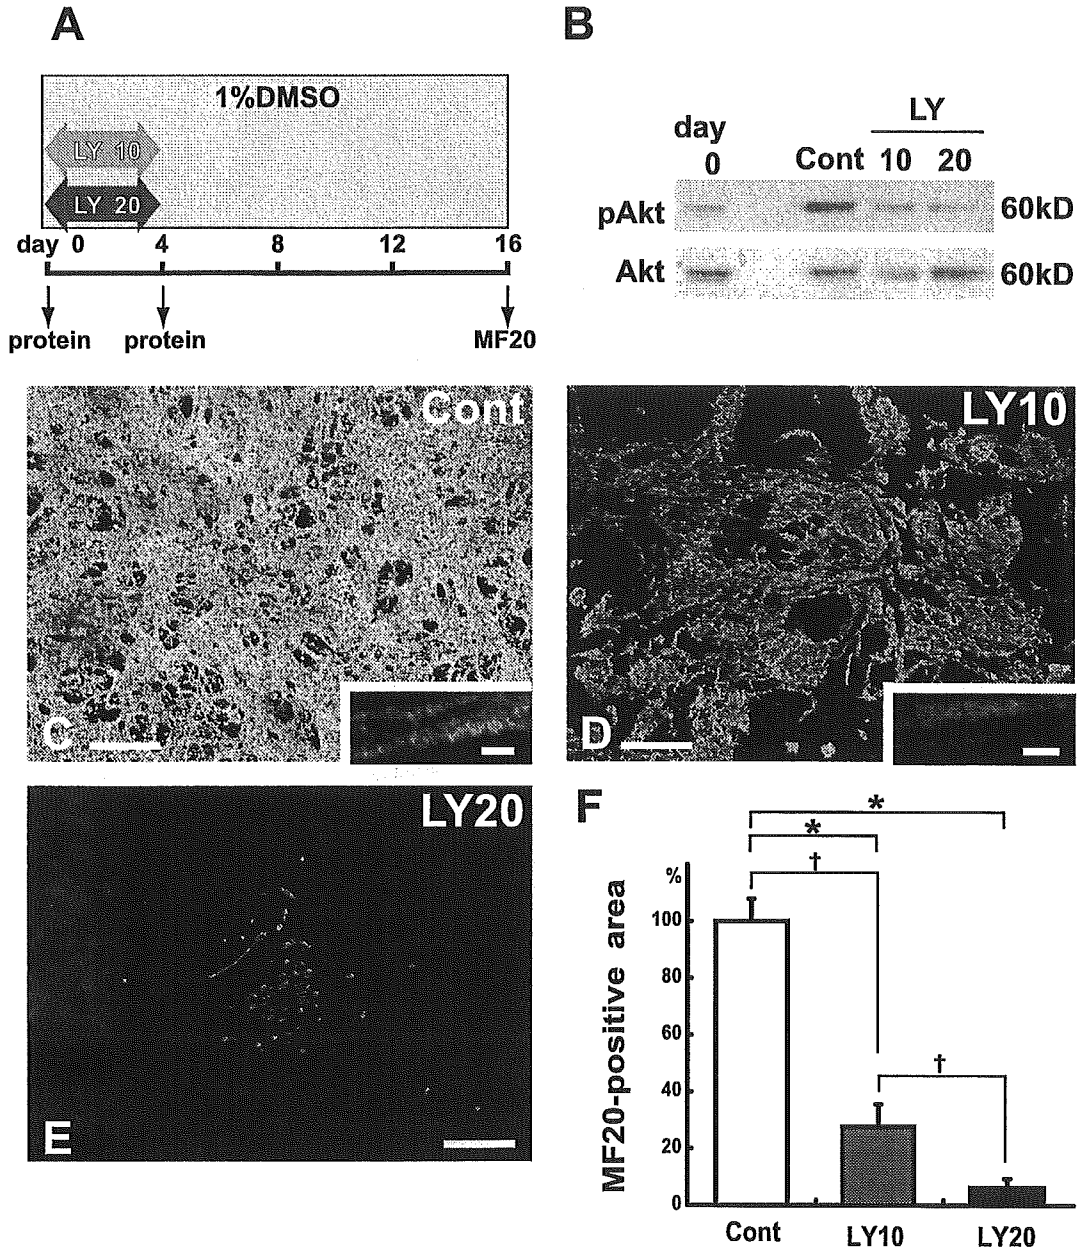 A
1%DMSO
LY 10
LY 20
day 0 4 8 12 16
protein protein MF20
B
LY
day
0 Cont 10 20
pAkt 60kD
Akt 60kD
Cont
C
LY10
D
LY20
E
F
*
*
†
†
%
100
80
60
40
20
0
MF20-positive area
Cont LY10 LY20